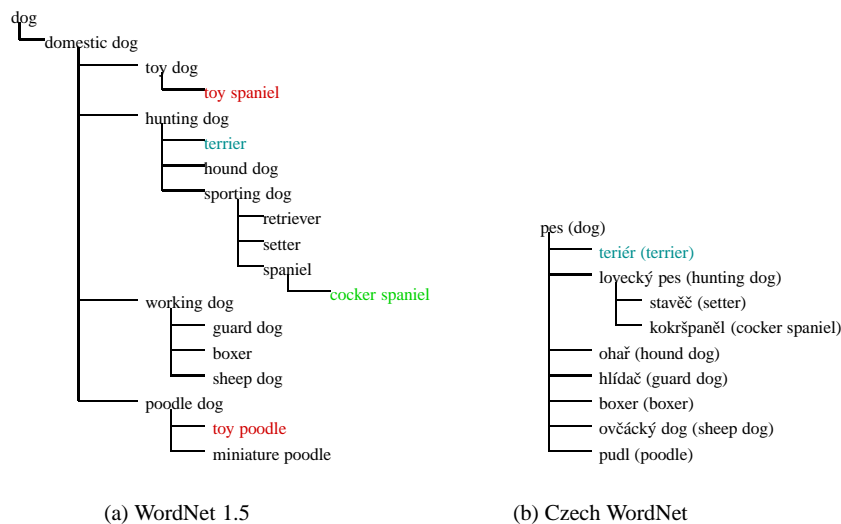 dog
domestic dog
toy dog
toy spaniel
hunting dog
terrier
hound dog
sporting dog
retriever
setter
spaniel
cocker spaniel
working dog
guard dog
boxer
sheep dog
poodle dog
toy poodle
miniature poodle
(a) WordNet 1.5
pes (dog)
teriér (terrier)
lovecký pes (hunting dog)
stavěč (setter)
kokršpaněl (cocker spaniel)
ohař (hound dog)
hlídač (guard dog)
boxer (boxer)
ovčácký dog (sheep dog)
pudl (poodle)
(b) Czech WordNet